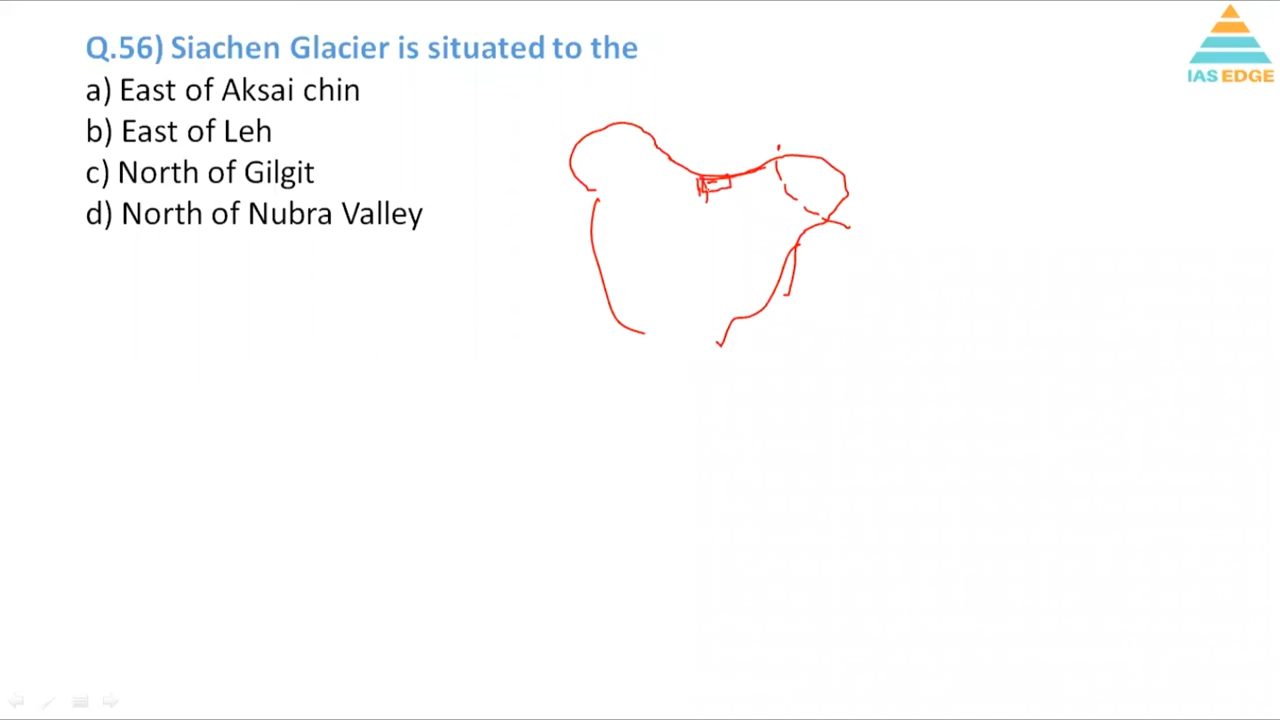 Q.56) Siachen Glacier is situated to the
a) East of Aksai chin
b) East of Leh
c) North of Gilgit
d) North of Nubra Valley
IAS EDGE